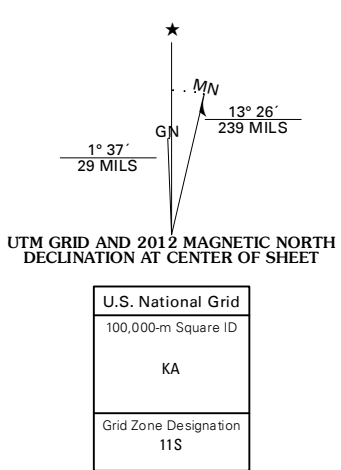 ★
MN
13° 26´
239 MILS
GN
1° 37´
29 MILS
UTM GRID AND 2012 MAGNETIC NORTH
DECLINATION AT CENTER OF SHEET
U.S. National Grid
100,000-m Square ID
KA
Grid Zone Designation
11S